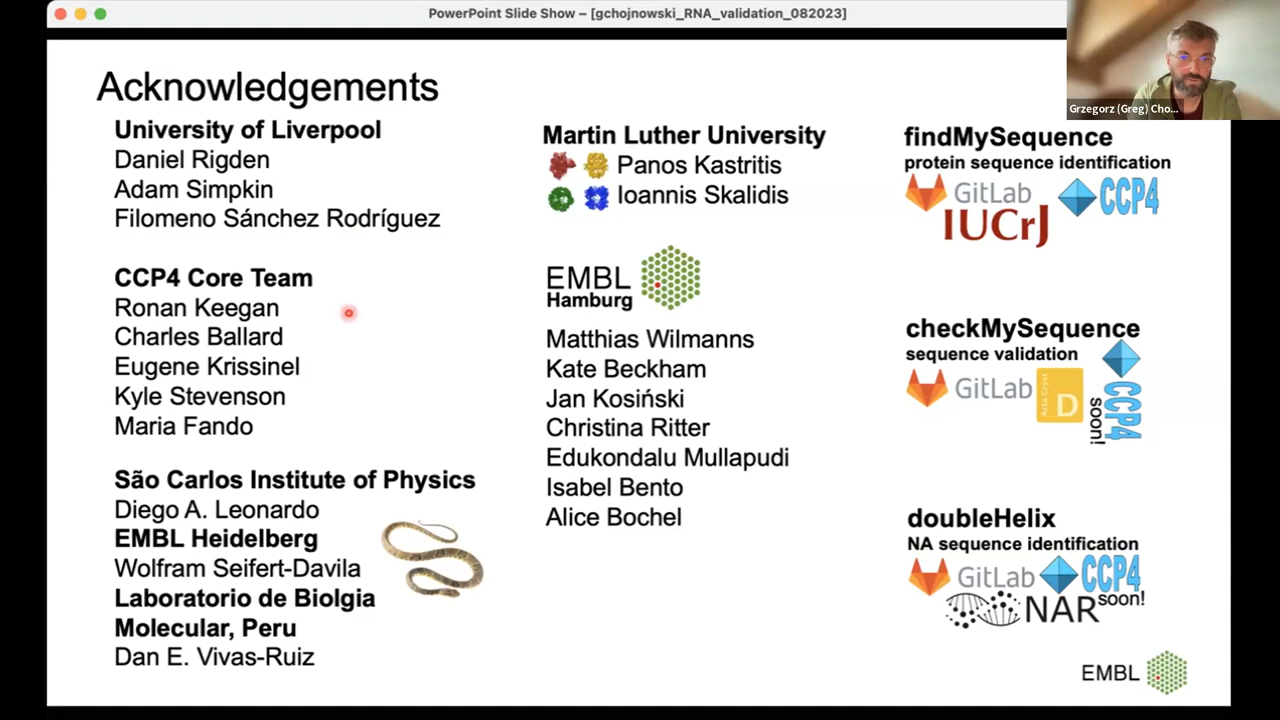 PowerPoint Slide Show – [gchojnowski_RNA_validation_082023]
Grzegorz (Greg) Cho...
Acknowledgements
University of Liverpool
Daniel Rigden
Adam Simpkin
Filomeno Sánchez Rodríguez
CCP4 Core Team
Ronan Keegan
Charles Ballard
Eugene Krissinel
Kyle Stevenson
Maria Fando
São Carlos Institute of Physics
Diego A. Leonardo
EMBL Heidelberg
Wolfram Seifert-Davila
Laboratorio de Biolgia
Molecular, Peru
Dan E. Vivas-Ruiz
Martin Luther University
Panos Kastritis
Ioannis Skalidis
EMBL
Hamburg
Matthias Wilmanns
Kate Beckham
Jan Kosiński
Christina Ritter
Edukondalu Mullapudi
Isabel Bento
Alice Bochel
findMySequence
protein sequence identification
GitLab CCP4
IUCrJ
checkMySequence
sequence validation
GitLab Acta Cryst D CCP4
soon!
doubleHelix
NA sequence identification
GitLab CCP4
NAR soon!
EMBL